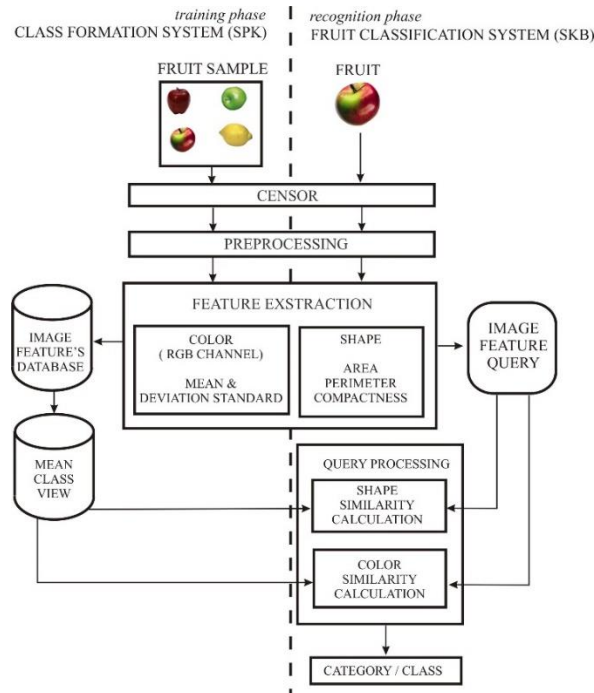 training phase
CLASS FORMATION SYSTEM (SPK)
recognition phase
FRUIT CLASSIFICATION SYSTEM (SKB)
FRUIT SAMPLE
FRUIT
CENSOR
PREPROCESSING
FEATURE EXSTRACTION
COLOR
( RGB CHANNEL)
MEAN &
DEVIATION STANDARD
SHAPE
AREA
PERIMETER
COMPACTNESS
IMAGE
FEATURE'S
DATABASE
IMAGE
FEATURE
QUERY
MEAN
CLASS
VIEW
QUERY PROCESSING
SHAPE
SIMILARITY
CALCULATION
COLOR
SIMILARITY
CALCULATION
CATEGORY / CLASS